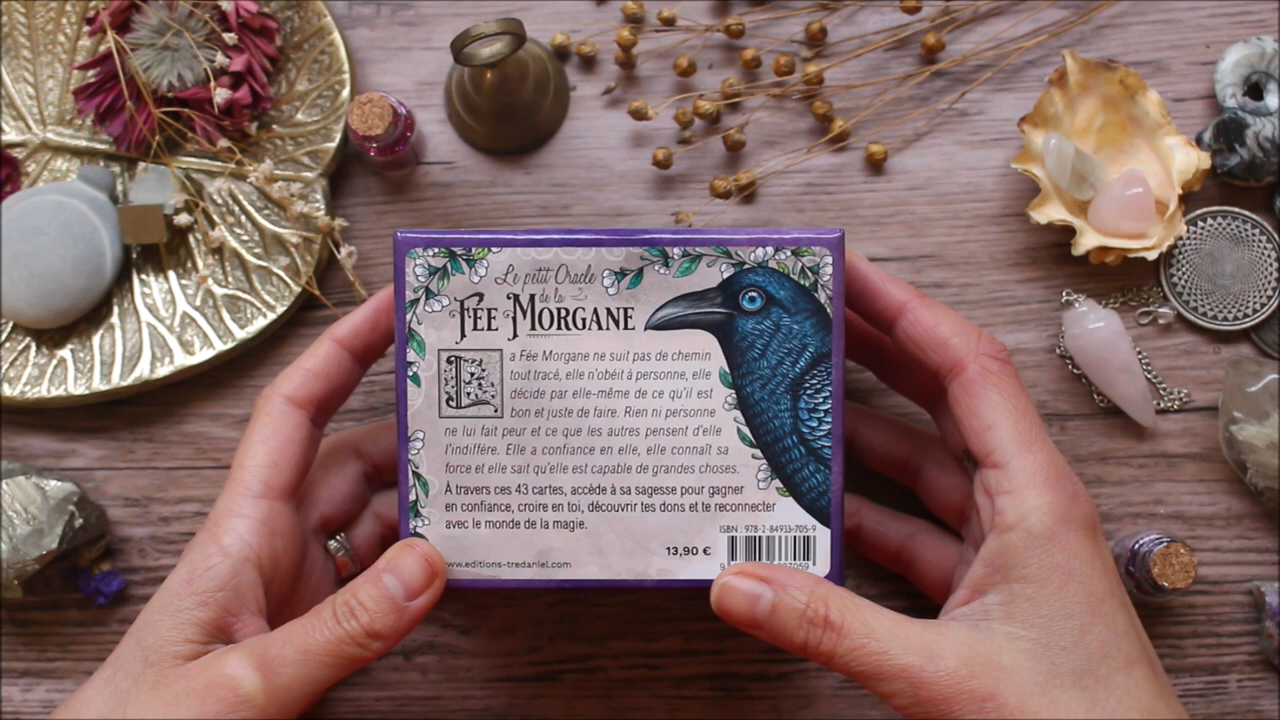 Le petit Oracle
de la
FÉE MORGANE
La Fée Morgane ne suit pas de chemin
tout tracé, elle n'obéit à personne, elle
décide par elle-même de ce qu'il est
bon et juste de faire. Rien ni personne
ne lui fait peur et ce que les autres pensent d'elle
l'indiffère. Elle a confiance en elle, elle connaît sa
force et elle sait qu'elle est capable de grandes choses.
À travers ces 43 cartes, accède à sa sagesse pour gagner
en confiance, croire en toi, découvrir tes dons et te reconnecter
avec le monde de la magie.
ISBN : 978-2-84933-705-9
13,90 €
www.editions-tredaniel.com